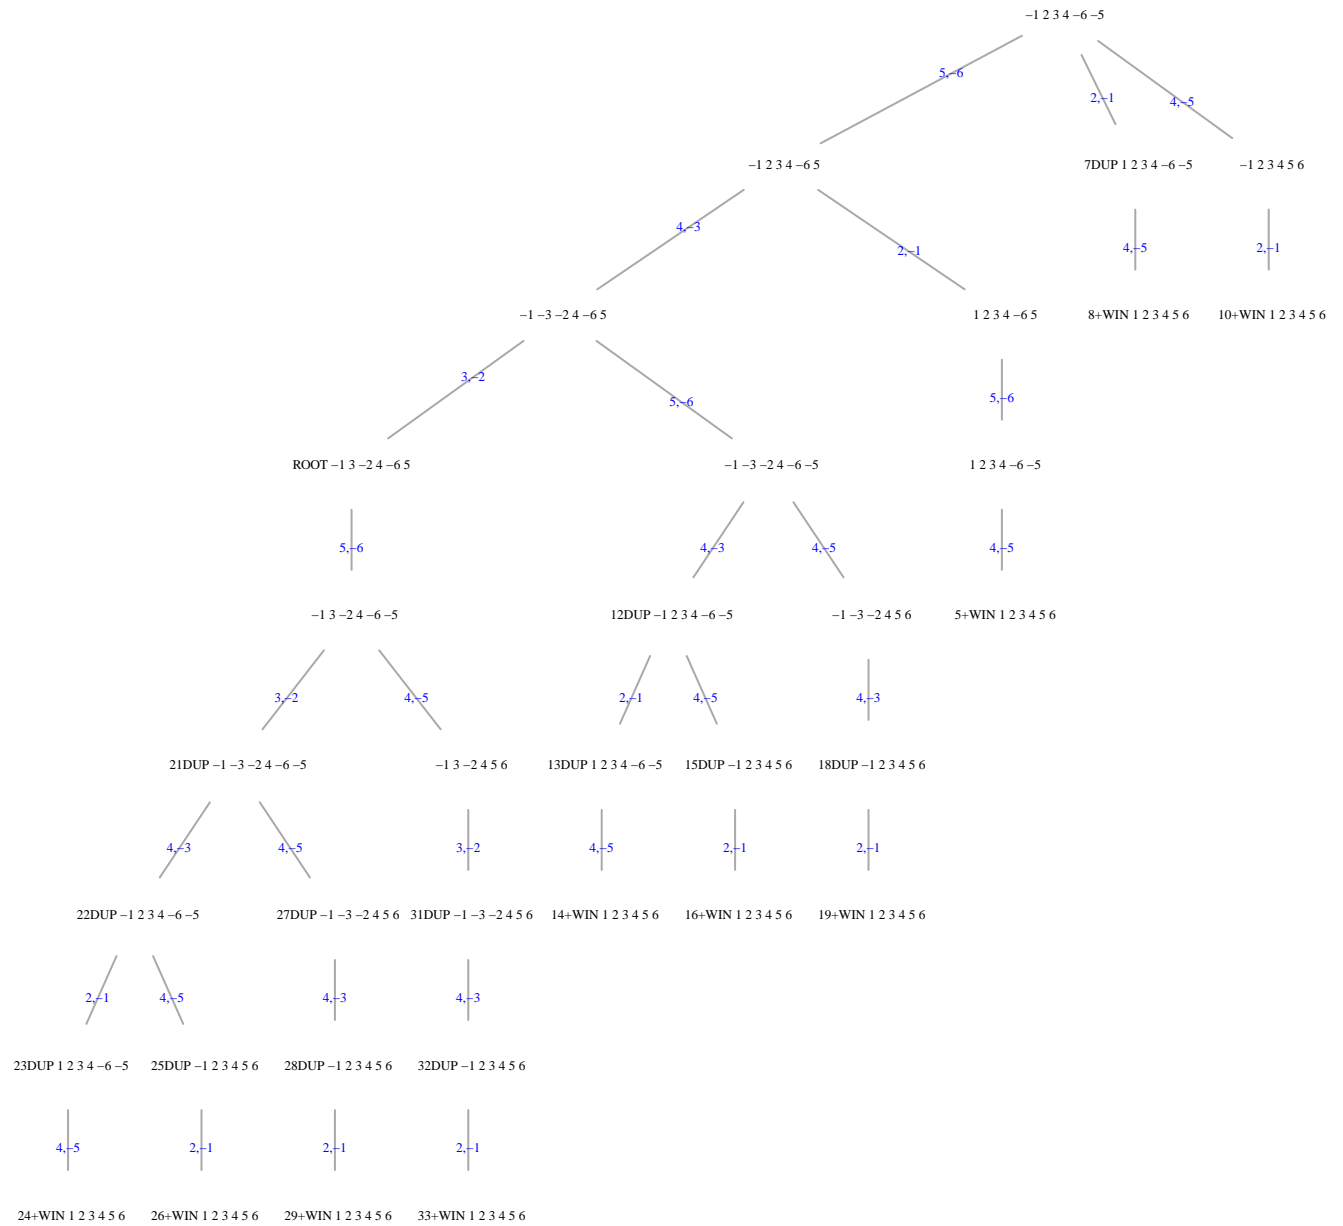 −1 2 3 4 −6 −5
5,−6
2,−1
4,−5
−1 2 3 4 −6 5
7DUP 1 2 3 4 −6 −5
−1 2 3 4 5 6
4,−3
2,−1
4,−5
2,−1
−1 −3 −2 4 −6 5
1 2 3 4 −6 5
8+WIN 1 2 3 4 5 6
10+WIN 1 2 3 4 5 6
3,−2
5,−6
5,−6
ROOT −1 3 −2 4 −6 5
−1 −3 −2 4 −6 −5
1 2 3 4 −6 −5
5,−6
4,−3
4,−5
4,−5
−1 3 −2 4 −6 −5
12DUP −1 2 3 4 −6 −5
−1 −3 −2 4 5 6
5+WIN 1 2 3 4 5 6
3,−2
4,−5
2,−1
4,−5
4,−3
21DUP −1 −3 −2 4 −6 −5
−1 3 −2 4 5 6
13DUP 1 2 3 4 −6 −5
15DUP −1 2 3 4 5 6
18DUP −1 2 3 4 5 6
4,−3
4,−5
3,−2
4,−5
2,−1
2,−1
22DUP −1 2 3 4 −6 −5
27DUP −1 −3 −2 4 5 6
31DUP −1 −3 −2 4 5 6
14+WIN 1 2 3 4 5 6
16+WIN 1 2 3 4 5 6
19+WIN 1 2 3 4 5 6
2,−1
4,−5
4,−3
4,−3
23DUP 1 2 3 4 −6 −5
25DUP −1 2 3 4 5 6
28DUP −1 2 3 4 5 6
32DUP −1 2 3 4 5 6
4,−5
2,−1
2,−1
2,−1
24+WIN 1 2 3 4 5 6
26+WIN 1 2 3 4 5 6
29+WIN 1 2 3 4 5 6
33+WIN 1 2 3 4 5 6